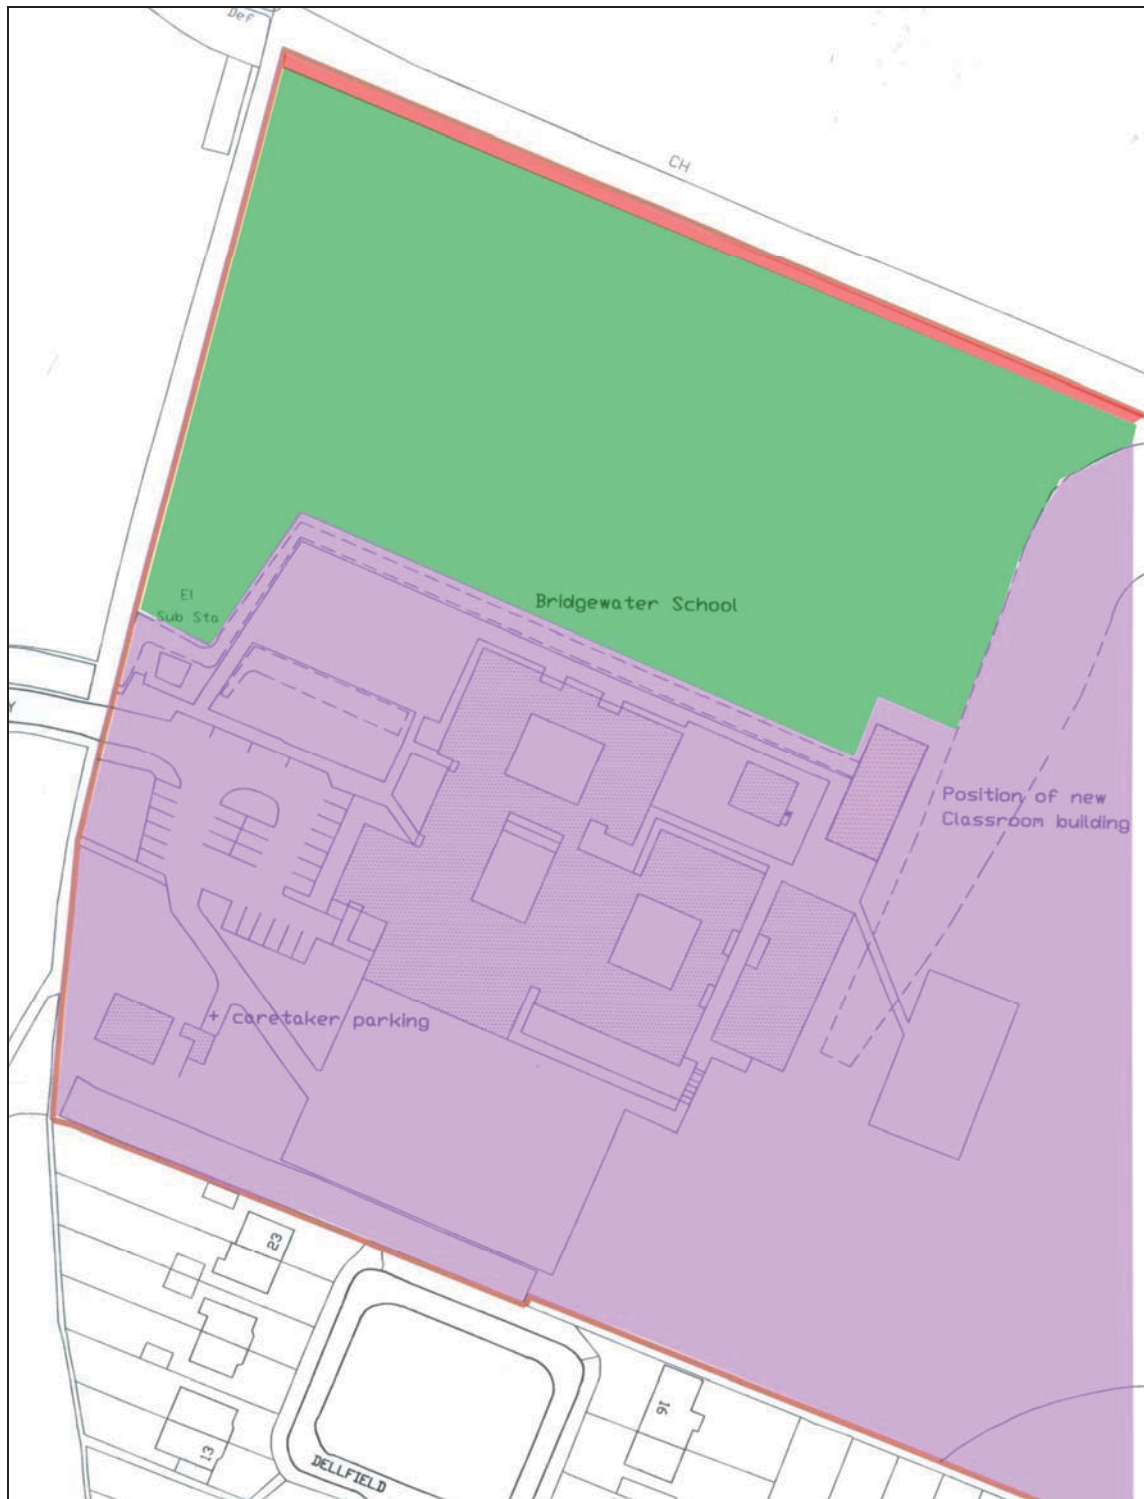 Def
CH
Bridgewater School
El
Sub Sta
Y
Position of new
Classroom building
+ caretaker parking
23
16
13
DELLFIELD